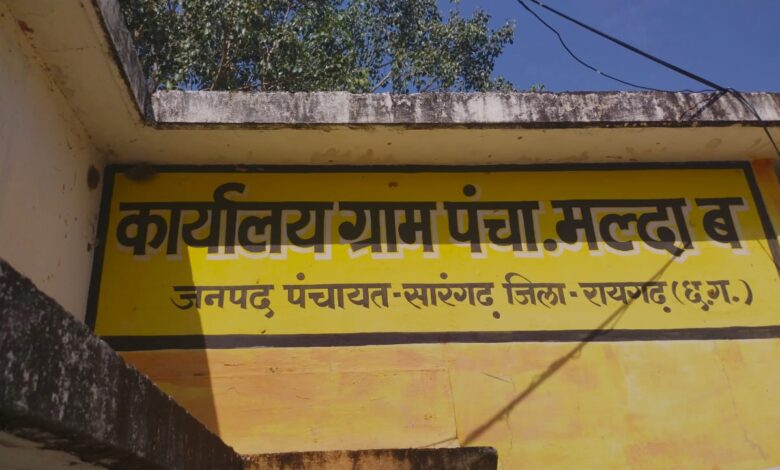 कार्यालय ग्राम पंचा. मल्दा ब
जनपद पंचायत-सारंगढ़ जिला-रायगढ़ (छ.ग.)